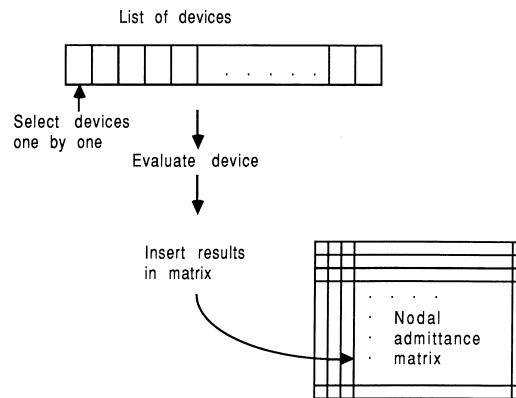 List of devices
. . . . .
Select devices
one by one
Evaluate device
Insert results
in matrix
. . . .
. Nodal
. admittance
. matrix